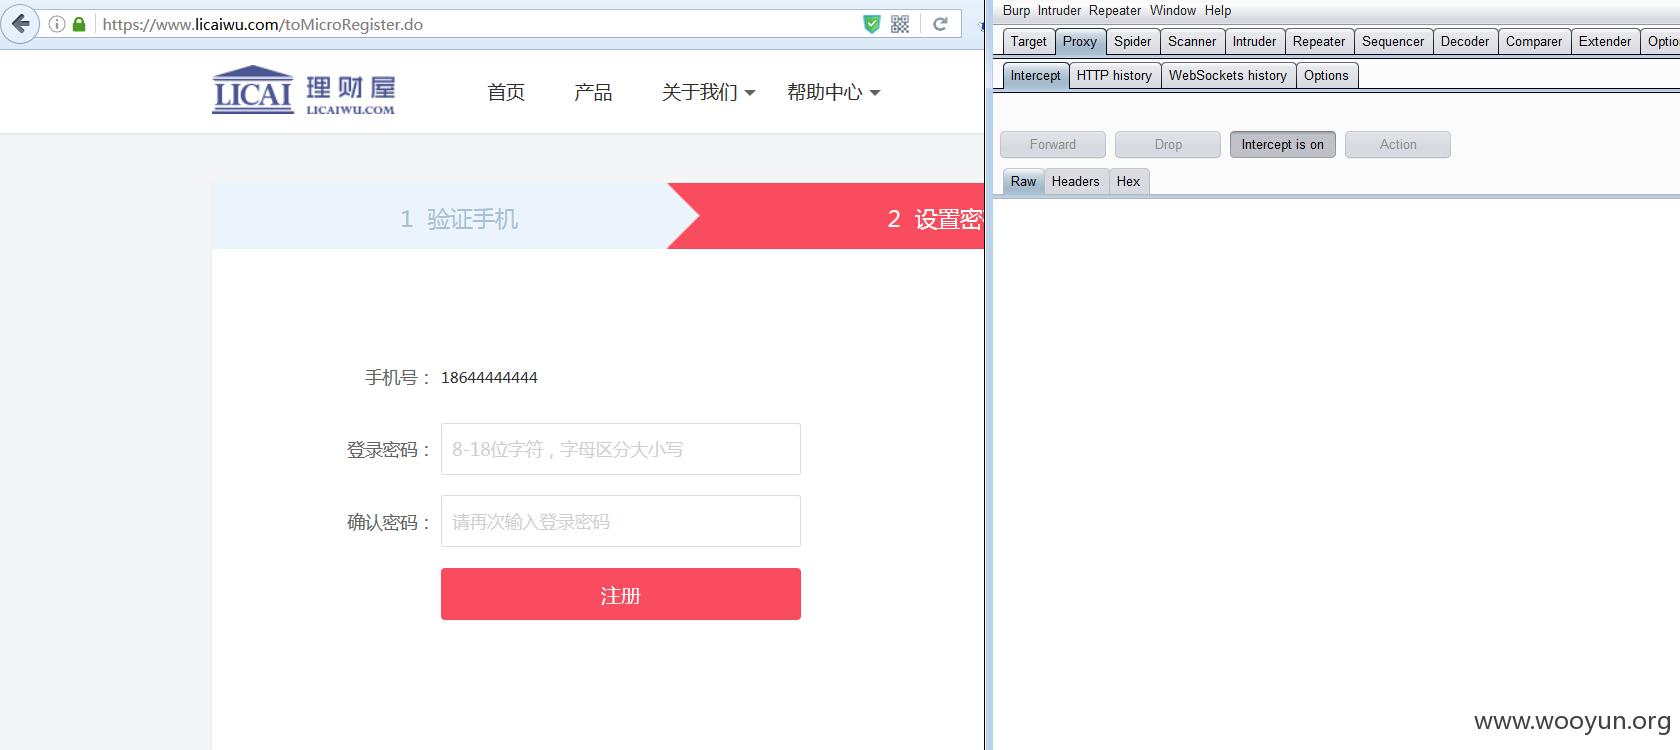 https://www.licaiwu.com/toMicroRegister.do
LICAI 理财屋
LICAIWU.COM
首页 产品 关于我们 帮助中心
1 验证手机
2 设置密
手机号: 18644444444
登录密码: 8-18位字符,字母区分大小写
确认密码: 请再次输入登录密码
注册
Burp Intruder Repeater Window Help
Target Proxy Spider Scanner Intruder Repeater Sequencer Decoder Comparer Extender Optio
Intercept HTTP history WebSockets history Options
Forward Drop Intercept is on Action
Raw Headers Hex
www.wooyun.org